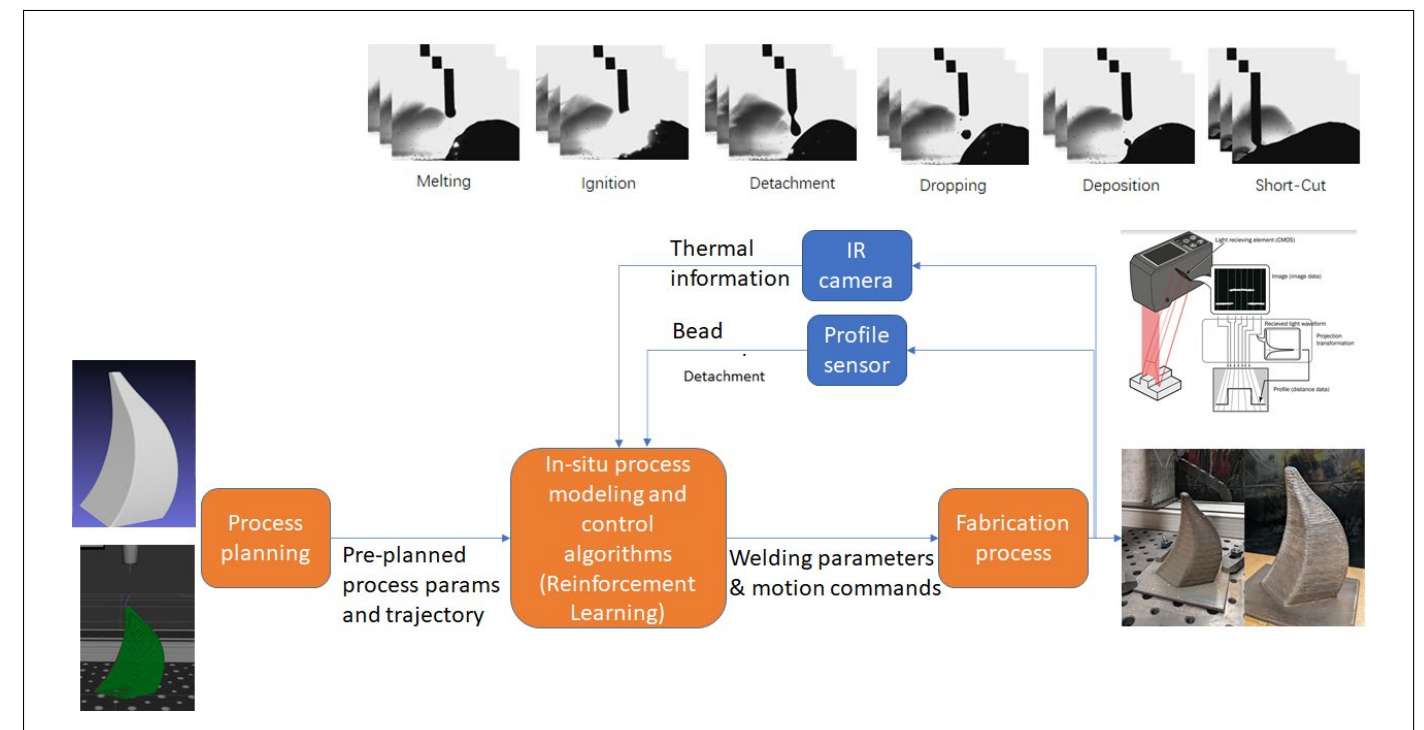 Melting
Ignition
Detachment
Dropping
Deposition
Short-Cut
Thermal
information
IR
camera
Bead
Detachment
Profile
sensor
Light recieving element (CMOS)
Image (image data)
Recieved light waveform
Projection
transformation
Profile (distance data)
Process
planning
Pre-planned
process params
and trajectory
In-situ process
modeling and
control
algorithms
(Reinforcement
Learning)
Welding parameters
& motion commands
Fabrication
process